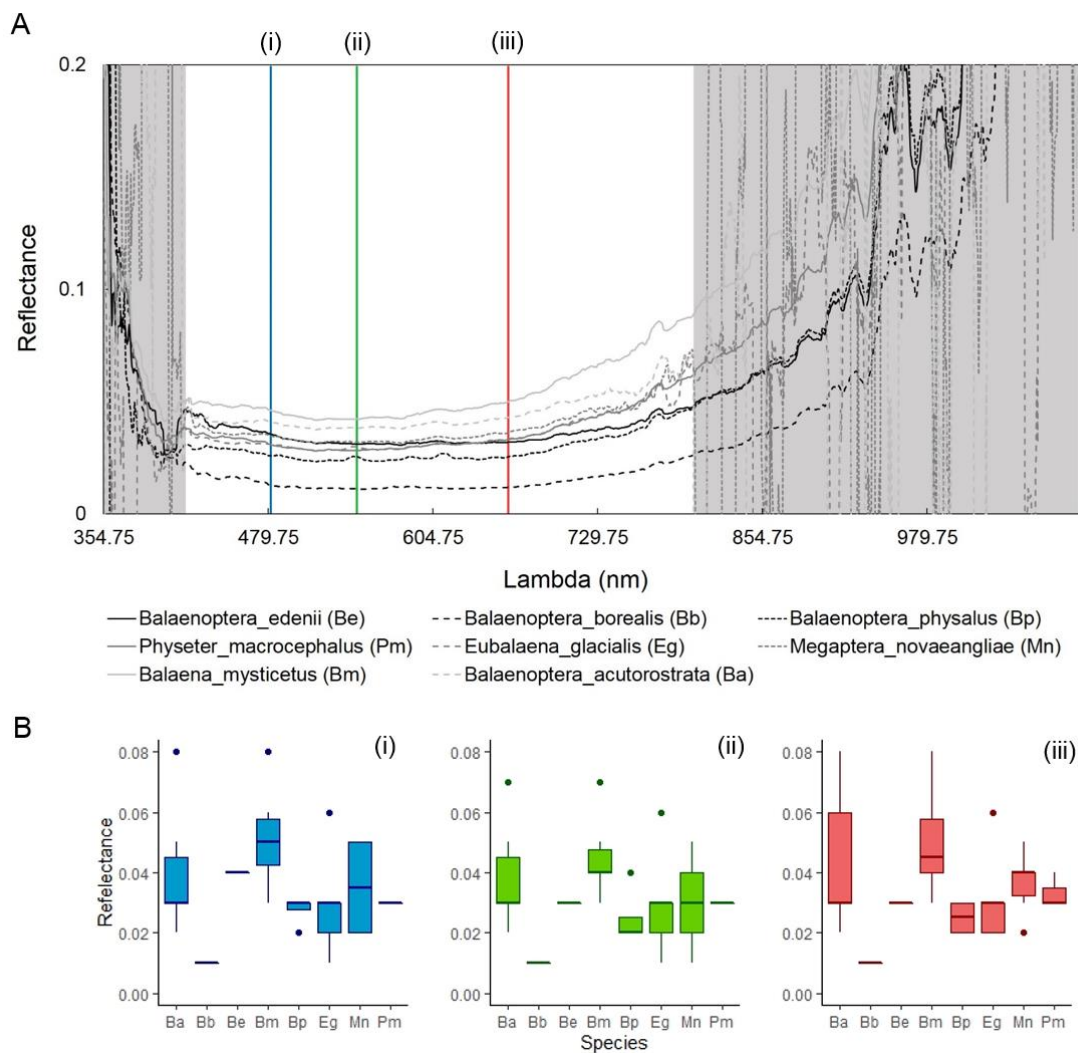 A
(i) (ii) (iii)
0.2
0.1
0
Reflectance
354.75 479.75 604.75 729.75 854.75 979.75
Lambda (nm)
Balaenoptera_edenii (Be) Balaenoptera_borealis (Bb) Balaenoptera_physalus (Bp)
Physeter_macrocephalus (Pm) Eubalaena_glacialis (Eg) Megaptera_novaeangliae (Mn)
Balaena_mysticetus (Bm) Balaenoptera_acutorostrata (Ba)
B
(i) (ii) (iii)
0.08 0.08 0.08
0.06 0.06 0.06
0.04 0.04 0.04
0.02 0.02 0.02
0.00 0.00 0.00
Refelectance
Ba Bb Be Bm Bp Eg Mn Pm Ba Bb Be Bm Bp Eg Mn Pm Ba Bb Be Bm Bp Eg Mn Pm
Species